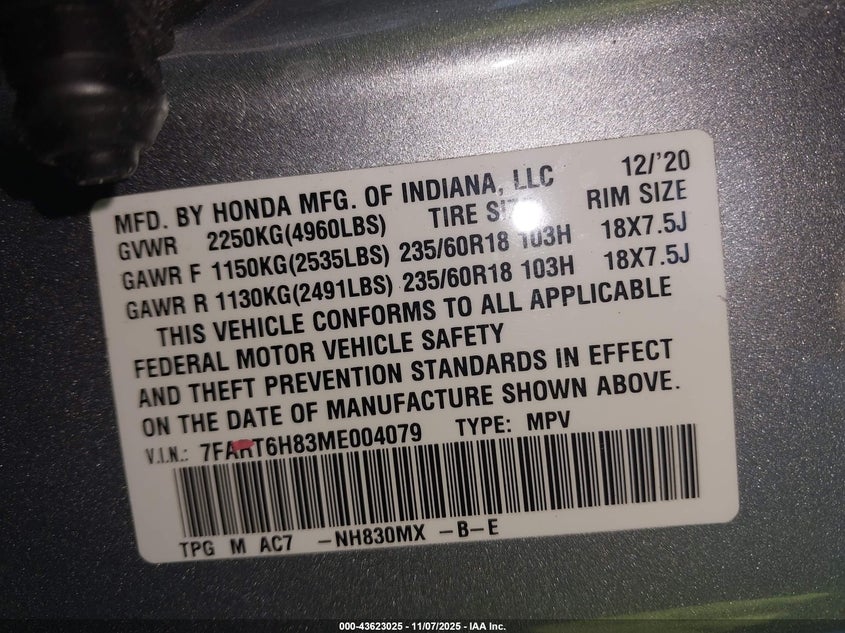 MFD. BY HONDA MFG. OF INDIANA, LLC 12/'20
GVWR 2250KG(4960LBS) TIRE RIM SIZE
GAWR F 1150KG(2535LBS) 235/60R18 103H 18X7.5J
GAWR R 1130KG(2491LBS) 235/60R18 103H 18X7.5J
THIS VEHICLE CONFORMS TO ALL APPLICABLE
FEDERAL MOTOR VEHICLE SAFETY
AND THEFT PREVENTION STANDARDS IN EFFECT
ON THE DATE OF MANUFACTURE SHOWN ABOVE.
V.I.N.: 7FART6H83ME004079 TYPE: MPV
TPG M AC7 -NH830MX -B-E
000-43623025 - 11/07/2025 - IAA Inc.